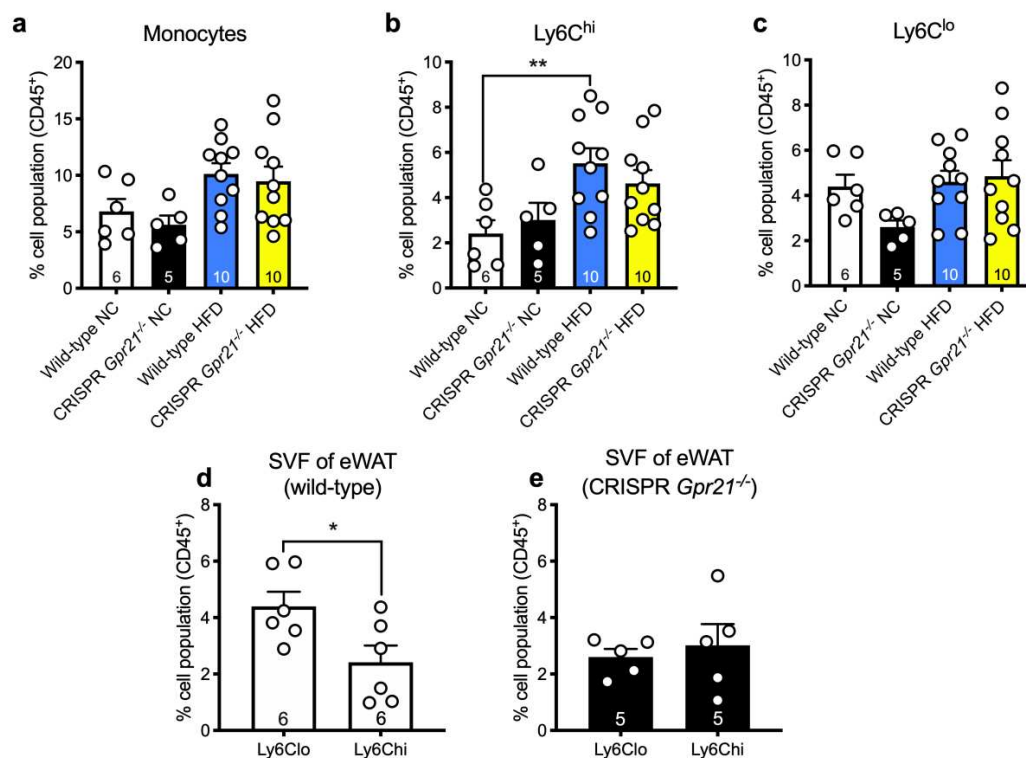 a
Monocytes
% cell population (CD45⁺)
20
15
10
5
0
6
5
10
10
Wild-type NC
CRISPR Gpr21⁻/⁻ NC
Wild-type HFD
CRISPR Gpr21⁻/⁻ HFD
b
Ly6Cʰⁱ
% cell population (CD45⁺)
10
8
6
4
2
0
**
6
5
10
10
Wild-type NC
CRISPR Gpr21⁻/⁻ NC
Wild-type HFD
CRISPR Gpr21⁻/⁻ HFD
c
Ly6Cˡᵒ
% cell population (CD45⁺)
10
8
6
4
2
0
6
5
10
10
Wild-type NC
CRISPR Gpr21⁻/⁻ NC
Wild-type HFD
CRISPR Gpr21⁻/⁻ HFD
d
SVF of eWAT
(wild-type)
% cell population (CD45⁺)
8
6
4
2
0
*
6
6
Ly6Clo
Ly6Chi
e
SVF of eWAT
(CRISPR Gpr21⁻/⁻)
% cell population (CD45⁺)
8
6
4
2
0
5
5
Ly6Clo
Ly6Chi